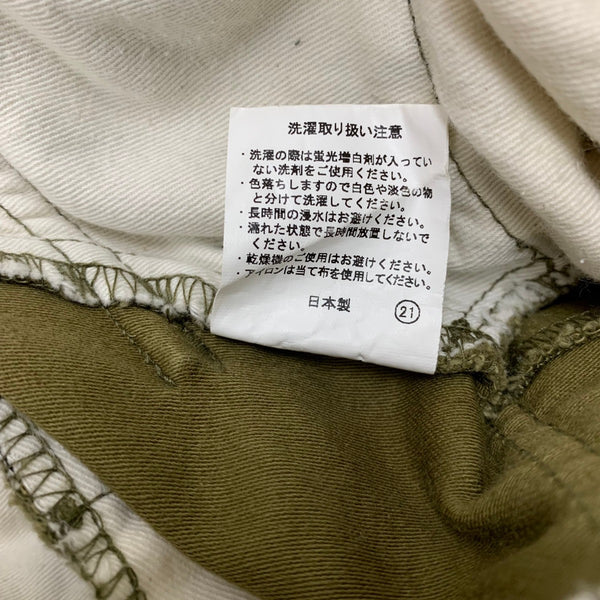 洗濯取り扱い注意
・洗濯の際は蛍光増白剤が入ってい
ない洗剤をご使用ください。
・色落ちしますので白色や淡色の物
と分けて洗濯してください。
・長時間の浸水はお避けください。
・濡れた状態で長時間放置しないで
ください。
・乾燥機のご使用はお避けください。
・アイロンは当て布を使用してください。
日本製 21